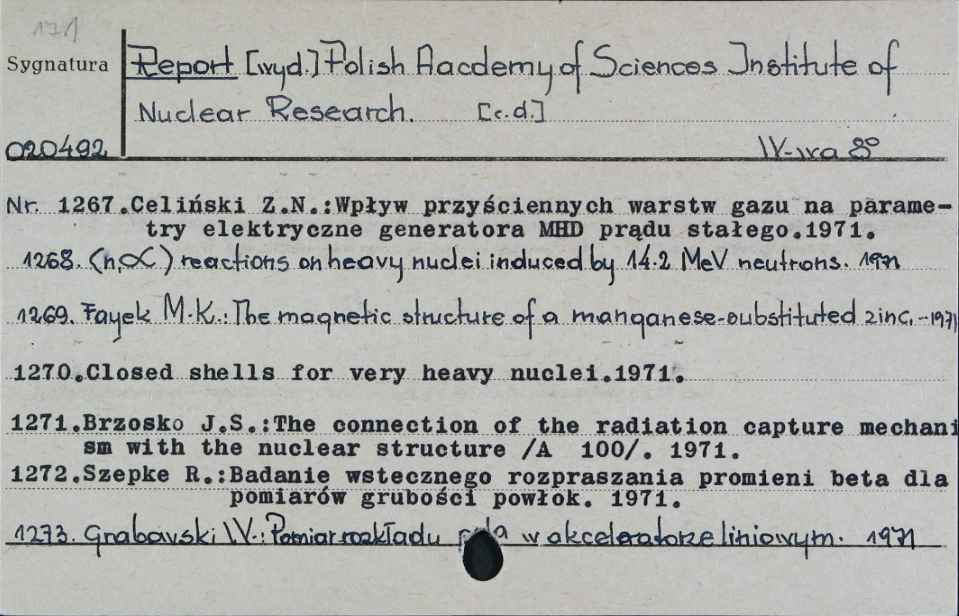 171
Sygnatura
Report [wyd.] Polish Aacdemy of Sciences Institute of
Nuclear Research. [c.d.]
020492
W-wa 8°
Nr. 1267.Celiński Z.N.:Wpływ przyściennych warstw gazu na parame-
try elektryczne generatora MHD prądu stałego.1971.
1268. (n,α) reactions on heavy nuclei induced by 14.2 MeV neutrons. 1971
1269. Fayek M.K.: The magnetic structure of a manganese-substituted zinc. -1971
1270.Closed shells for very heavy nuclei.1971.
1271.Brzosko J.S.:The connection of the radiation capture mechani
sm with the nuclear structure /A 100/. 1971.
1272.Szepke R.:Badanie wstecznego rozpraszania promieni beta dla
pomiarów grubości powłok. 1971.
1273. Grabowski W.: Pomiar rozkładu pola w akceleratorze liniowym. 1971